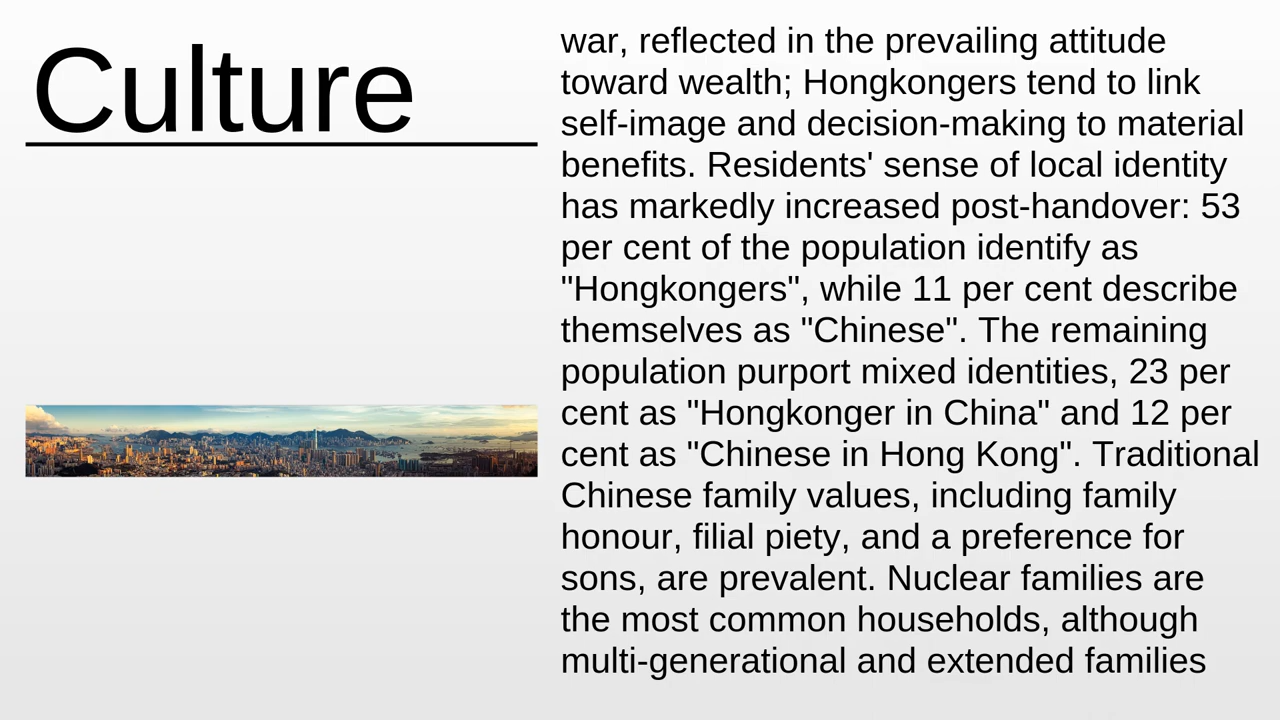 Culture
war, reflected in the prevailing attitude
toward wealth; Hongkongers tend to link
self-image and decision-making to material
benefits. Residents' sense of local identity
has markedly increased post-handover: 53
per cent of the population identify as
"Hongkongers", while 11 per cent describe
themselves as "Chinese". The remaining
population purport mixed identities, 23 per
cent as "Hongkonger in China" and 12 per
cent as "Chinese in Hong Kong". Traditional
Chinese family values, including family
honour, filial piety, and a preference for
sons, are prevalent. Nuclear families are
the most common households, although
multi-generational and extended families